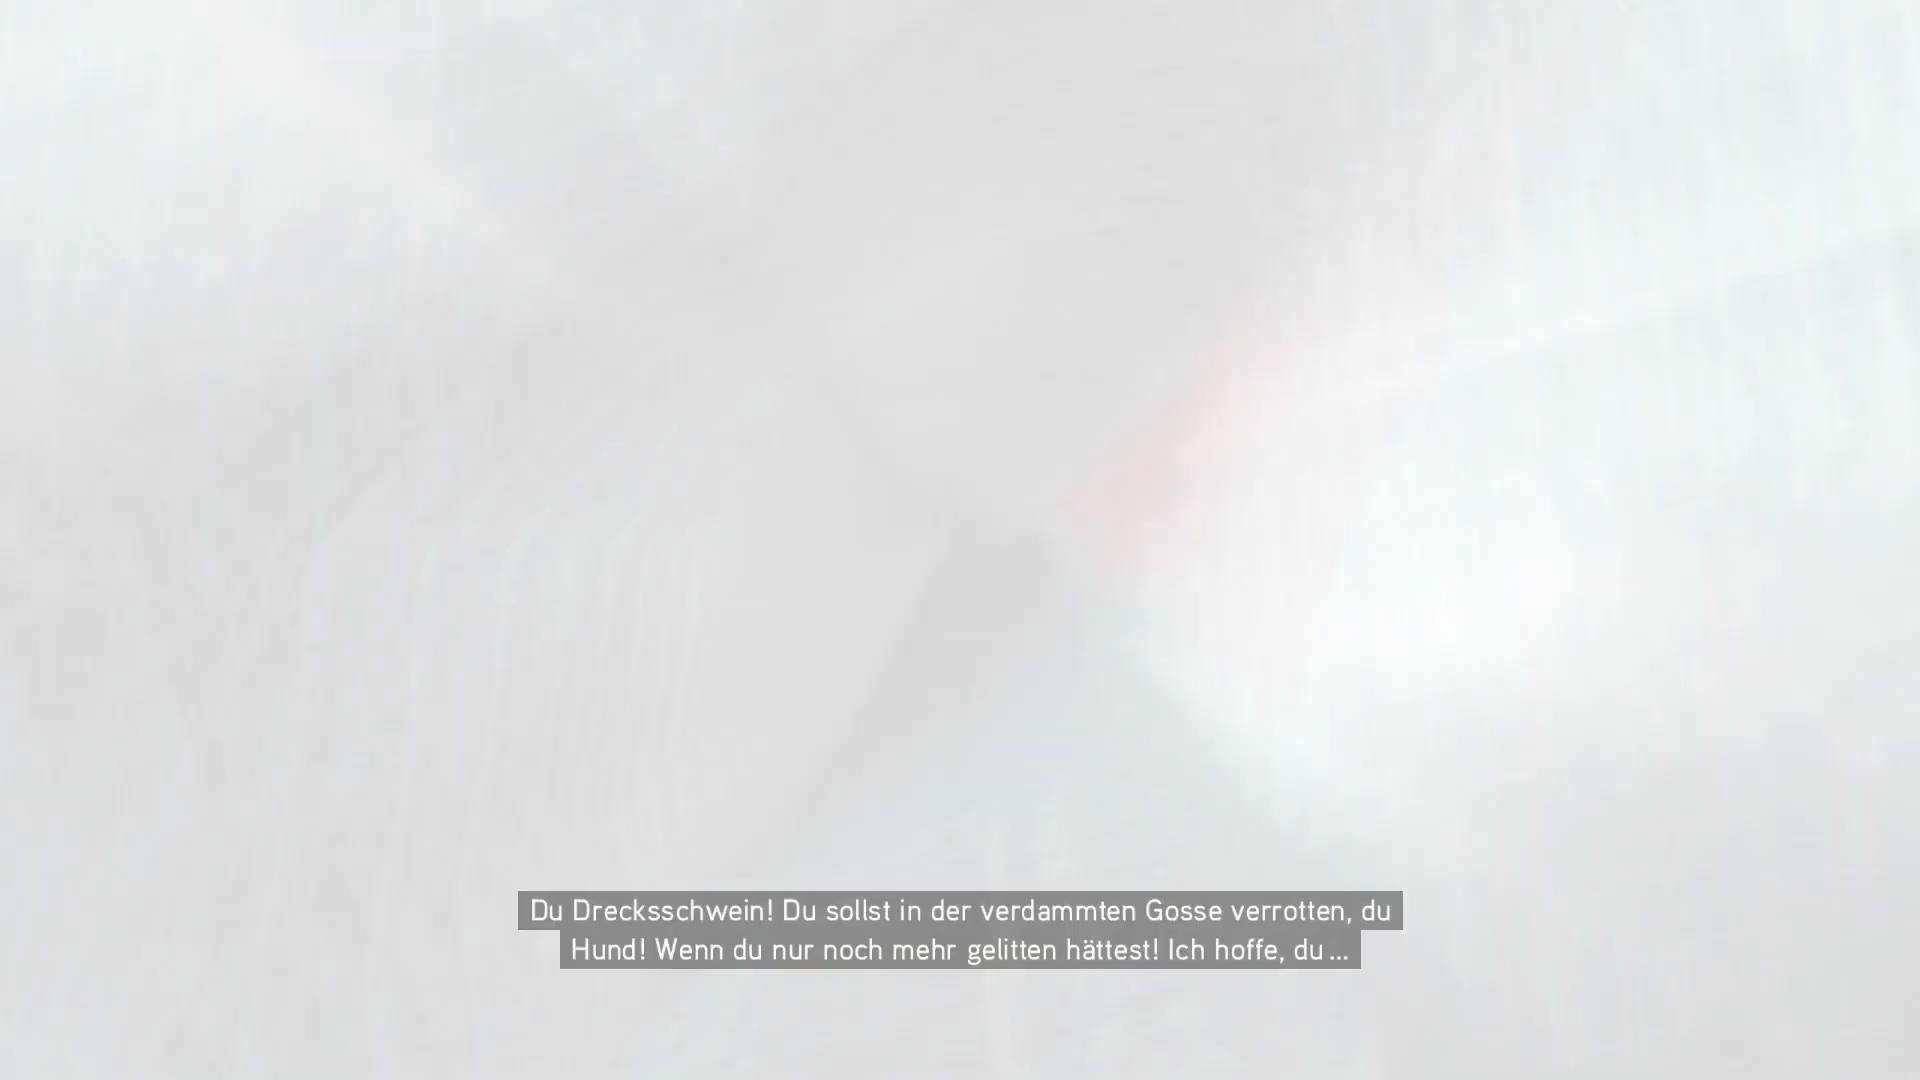 Du Drecksschwein! Du sollst in der verdammten Gosse verrotten, du
Hund! Wenn du nur noch mehr gelitten hättest! Ich hoffe, du...